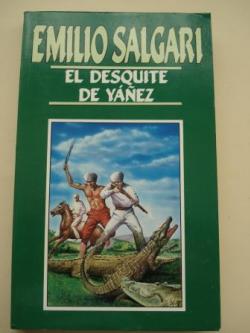 EMILIO SALGARI
EL DESQUITE
DE YÁÑEZ